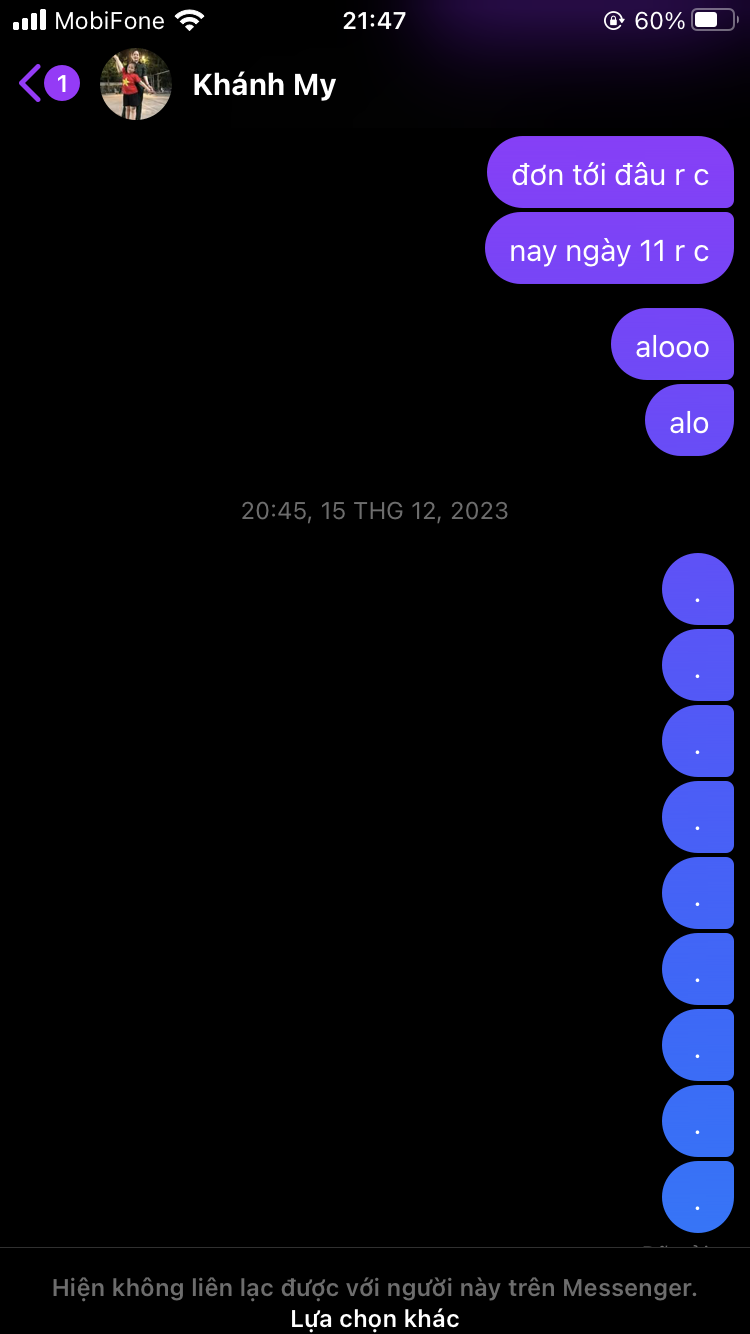 MobiFone 21:47 60%
1 Khánh My
đơn tới đâu r c
nay ngày 11 r c
alooo
alo
20:45, 15 THG 12, 2023
.
.
.
.
.
.
.
.
.
Hiện không liên lạc được với người này trên Messenger.
Lựa chọn khác